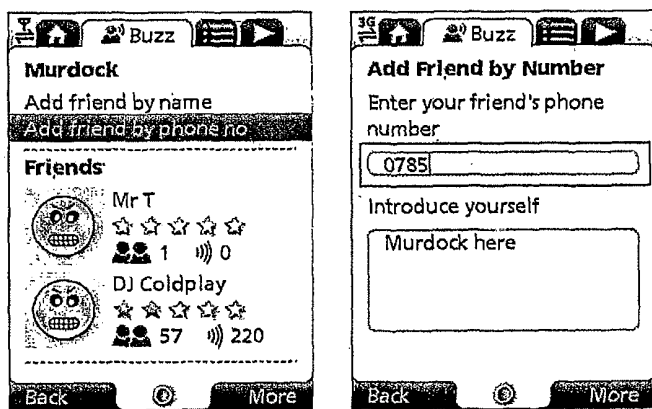 Buzz
Murdock
Add friend by name
Add friend by phone no
Friends
Mr T
1 0
DJ Coldplay
57 220
Back More
3G
Buzz
Add Friend by Number
Enter your friend's phone
number
0785
Introduce yourself
Murdock here
Back More